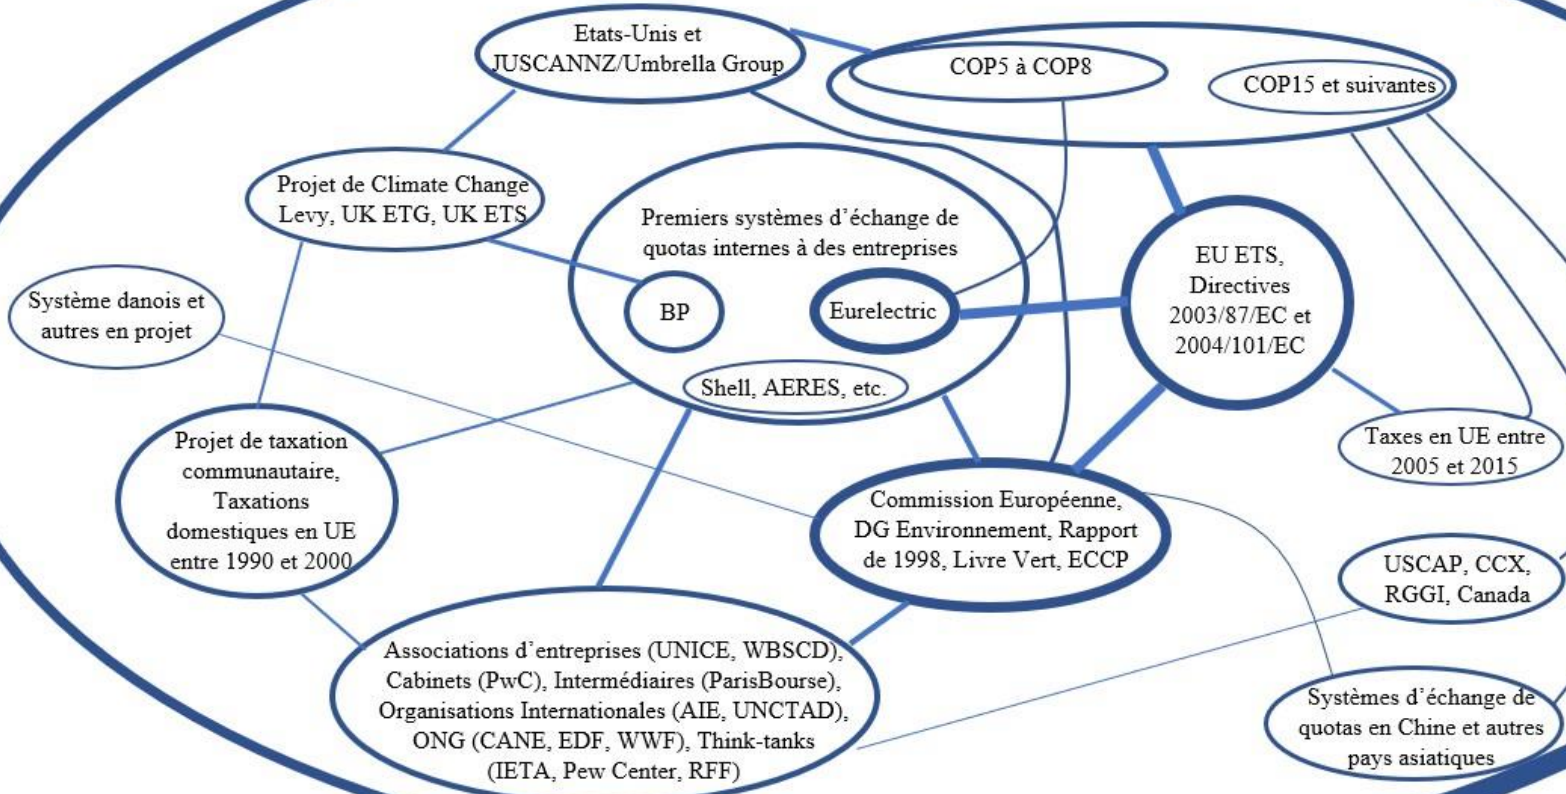 Etats-Unis et
JUSCANNZ/Umbrella Group
COP5 à COP8
COP15 et suivantes
Projet de Climate Change
Levy, UK ETG, UK ETS
Premiers systèmes d'échange de
quotas internes à des entreprises
BP
Eurelectric
Shell, AERES, etc.
EU ETS,
Directives
2003/87/EC et
2004/101/EC
Système danois et
autres en projet
Projet de taxation
communautaire,
Taxations
domestiques en UE
entre 1990 et 2000
Taxes en UE entre
2005 et 2015
Commission Européenne,
DG Environnement, Rapport
de 1998, Livre Vert, ECCP
USCAP, CCX,
RGGI, Canada
Associations d'entreprises (UNICE, WBSCD),
Cabinets (PwC), Intermédiaires (ParisBourse),
Organisations Internationales (AIE, UNCTAD),
ONG (CANE, EDF, WWF), Think-tanks
(IETA, Pew Center, RFF)
Systèmes d'échange de
quotas en Chine et autres
pays asiatiques